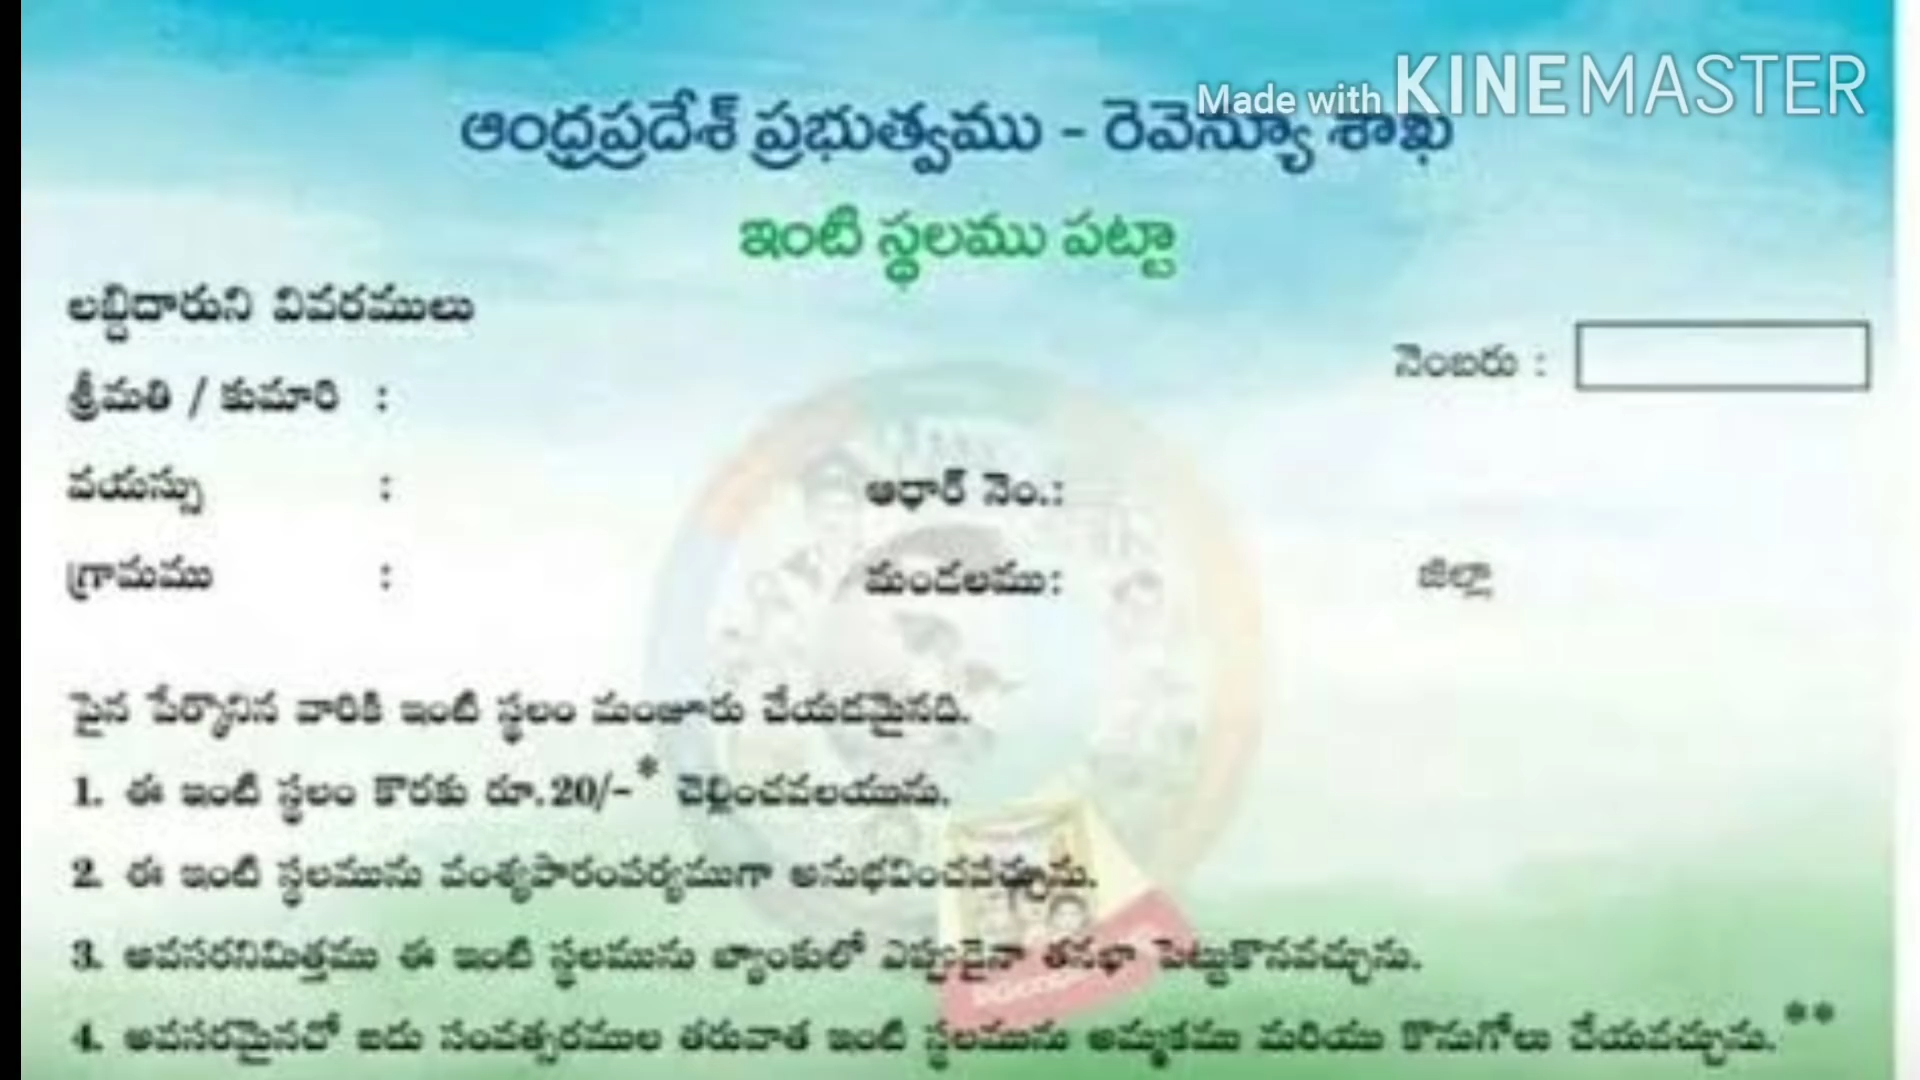 Made with KINEMASTER
ఆంధ్రప్రదేశ్ ప్రభుత్వము - రెవెన్యూ శాఖ
ఇంటి స్థలము పట్టా
లబ్దిదారుని వివరములు
నెంబరు :
శ్రీమతి / కుమారి :
వయస్సు : ఆధార్ నెం.:
గ్రామము : మండలము: జిల్లా
పైన పేర్కొనిన వారికి ఇంటి స్థలం మంజూరు చేయడమైనది.
1. ఈ ఇంటి స్థలం కొరకు రూ.20/-* చెల్లించవలయును.
2. ఈ ఇంటి స్థలమును వంశ్యపారంపర్యముగా అనుభవించవచ్చును.
3. అవసరనిమిత్తము ఈ ఇంటి స్థలమును బ్యాంకులో ఎప్పుడైనా తనఖా పెట్టుకొనవచ్చును.
4. అవసరమైనచో ఐదు సంవత్సరముల తరువాత ఇంటి స్థలమును అమ్మకము మరియు కొనుగోలు చేయవచ్చును.**